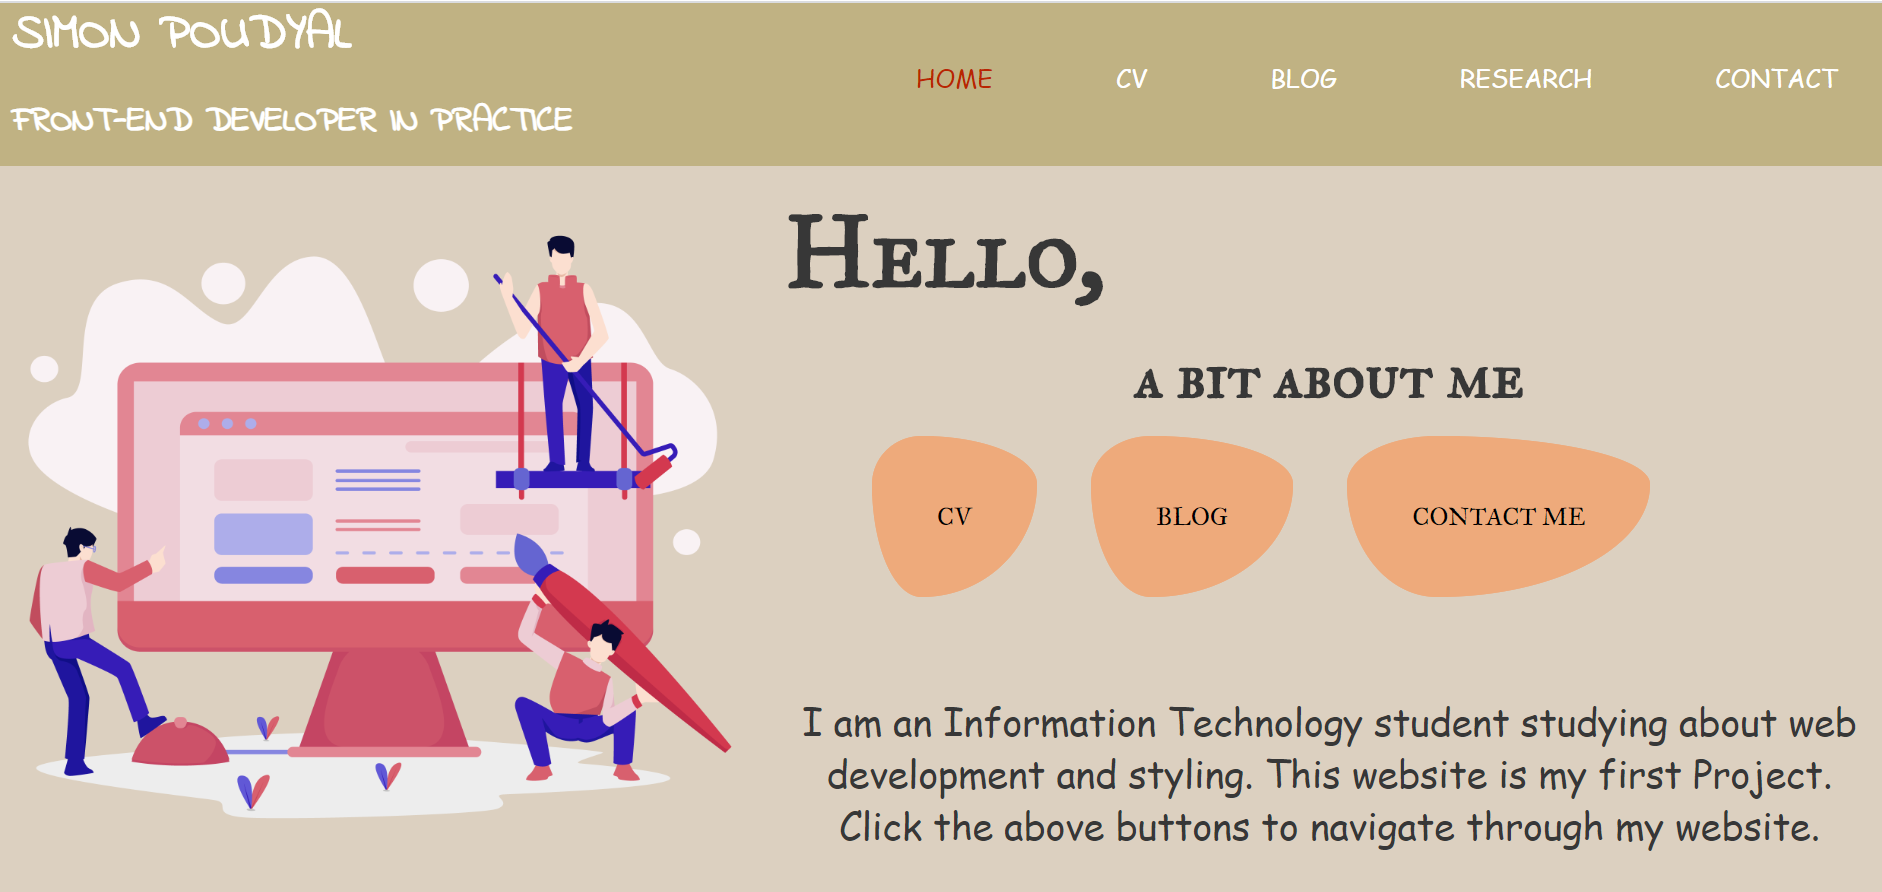 SIMON POUDYAL
FRONT-END DEVELOPER IN PRACTICE
HOME CV BLOG RESEARCH CONTACT
Hello,
A BIT ABOUT ME
CV BLOG CONTACT ME
I am an Information Technology student studying about web
development and styling. This website is my first Project.
Click the above buttons to navigate through my website.